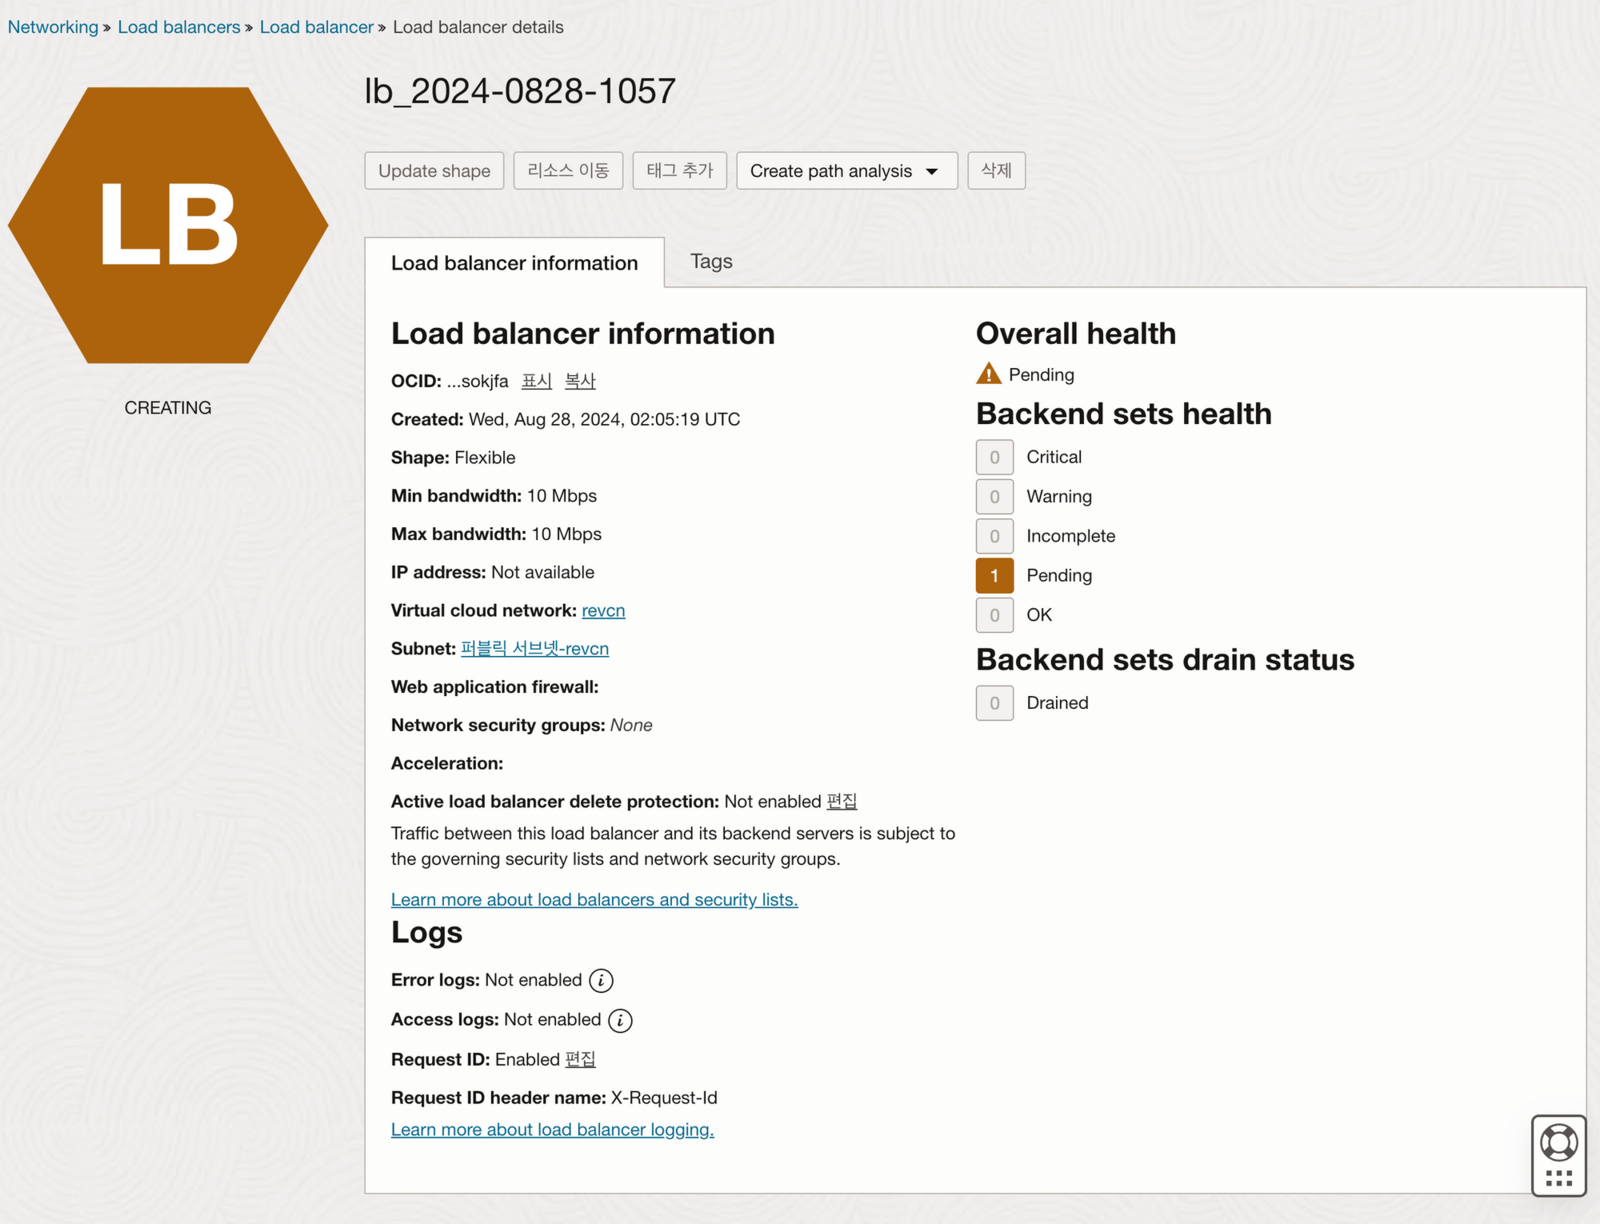 Networking » Load balancers » Load balancer » Load balancer details
LB
CREATING
lb_2024-0828-1057
Update shape 리소스 이동 태그 추가 Create path analysis 삭제
Load balancer information Tags
Load balancer information
OCID: ...sokjfa 표시 복사
Created: Wed, Aug 28, 2024, 02:05:19 UTC
Shape: Flexible
Min bandwidth: 10 Mbps
Max bandwidth: 10 Mbps
IP address: Not available
Virtual cloud network: revcn
Subnet: 퍼블릭 서브넷-revcn
Web application firewall:
Network security groups: None
Acceleration:
Active load balancer delete protection: Not enabled 편집
Traffic between this load balancer and its backend servers is subject to
the governing security lists and network security groups.
Learn more about load balancers and security lists.
Logs
Error logs: Not enabled i
Access logs: Not enabled i
Request ID: Enabled 편집
Request ID header name: X-Request-Id
Learn more about load balancer logging.
Overall health
Pending
Backend sets health
0 Critical
0 Warning
0 Incomplete
1 Pending
0 OK
Backend sets drain status
0 Drained